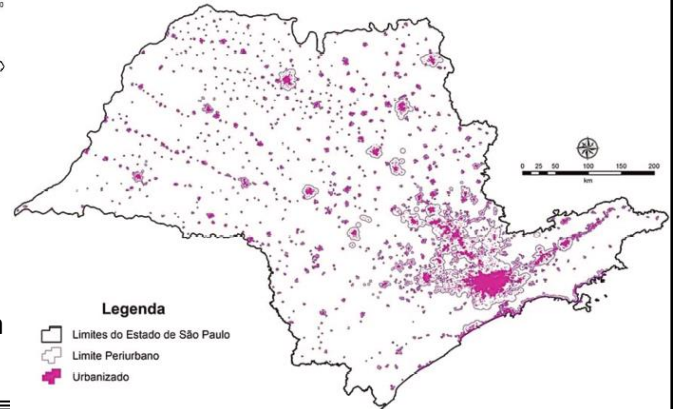 0 25 50 100 150 200
km
Legenda
Limites do Estado de São Paulo
Limite Periurbano
Urbanizado